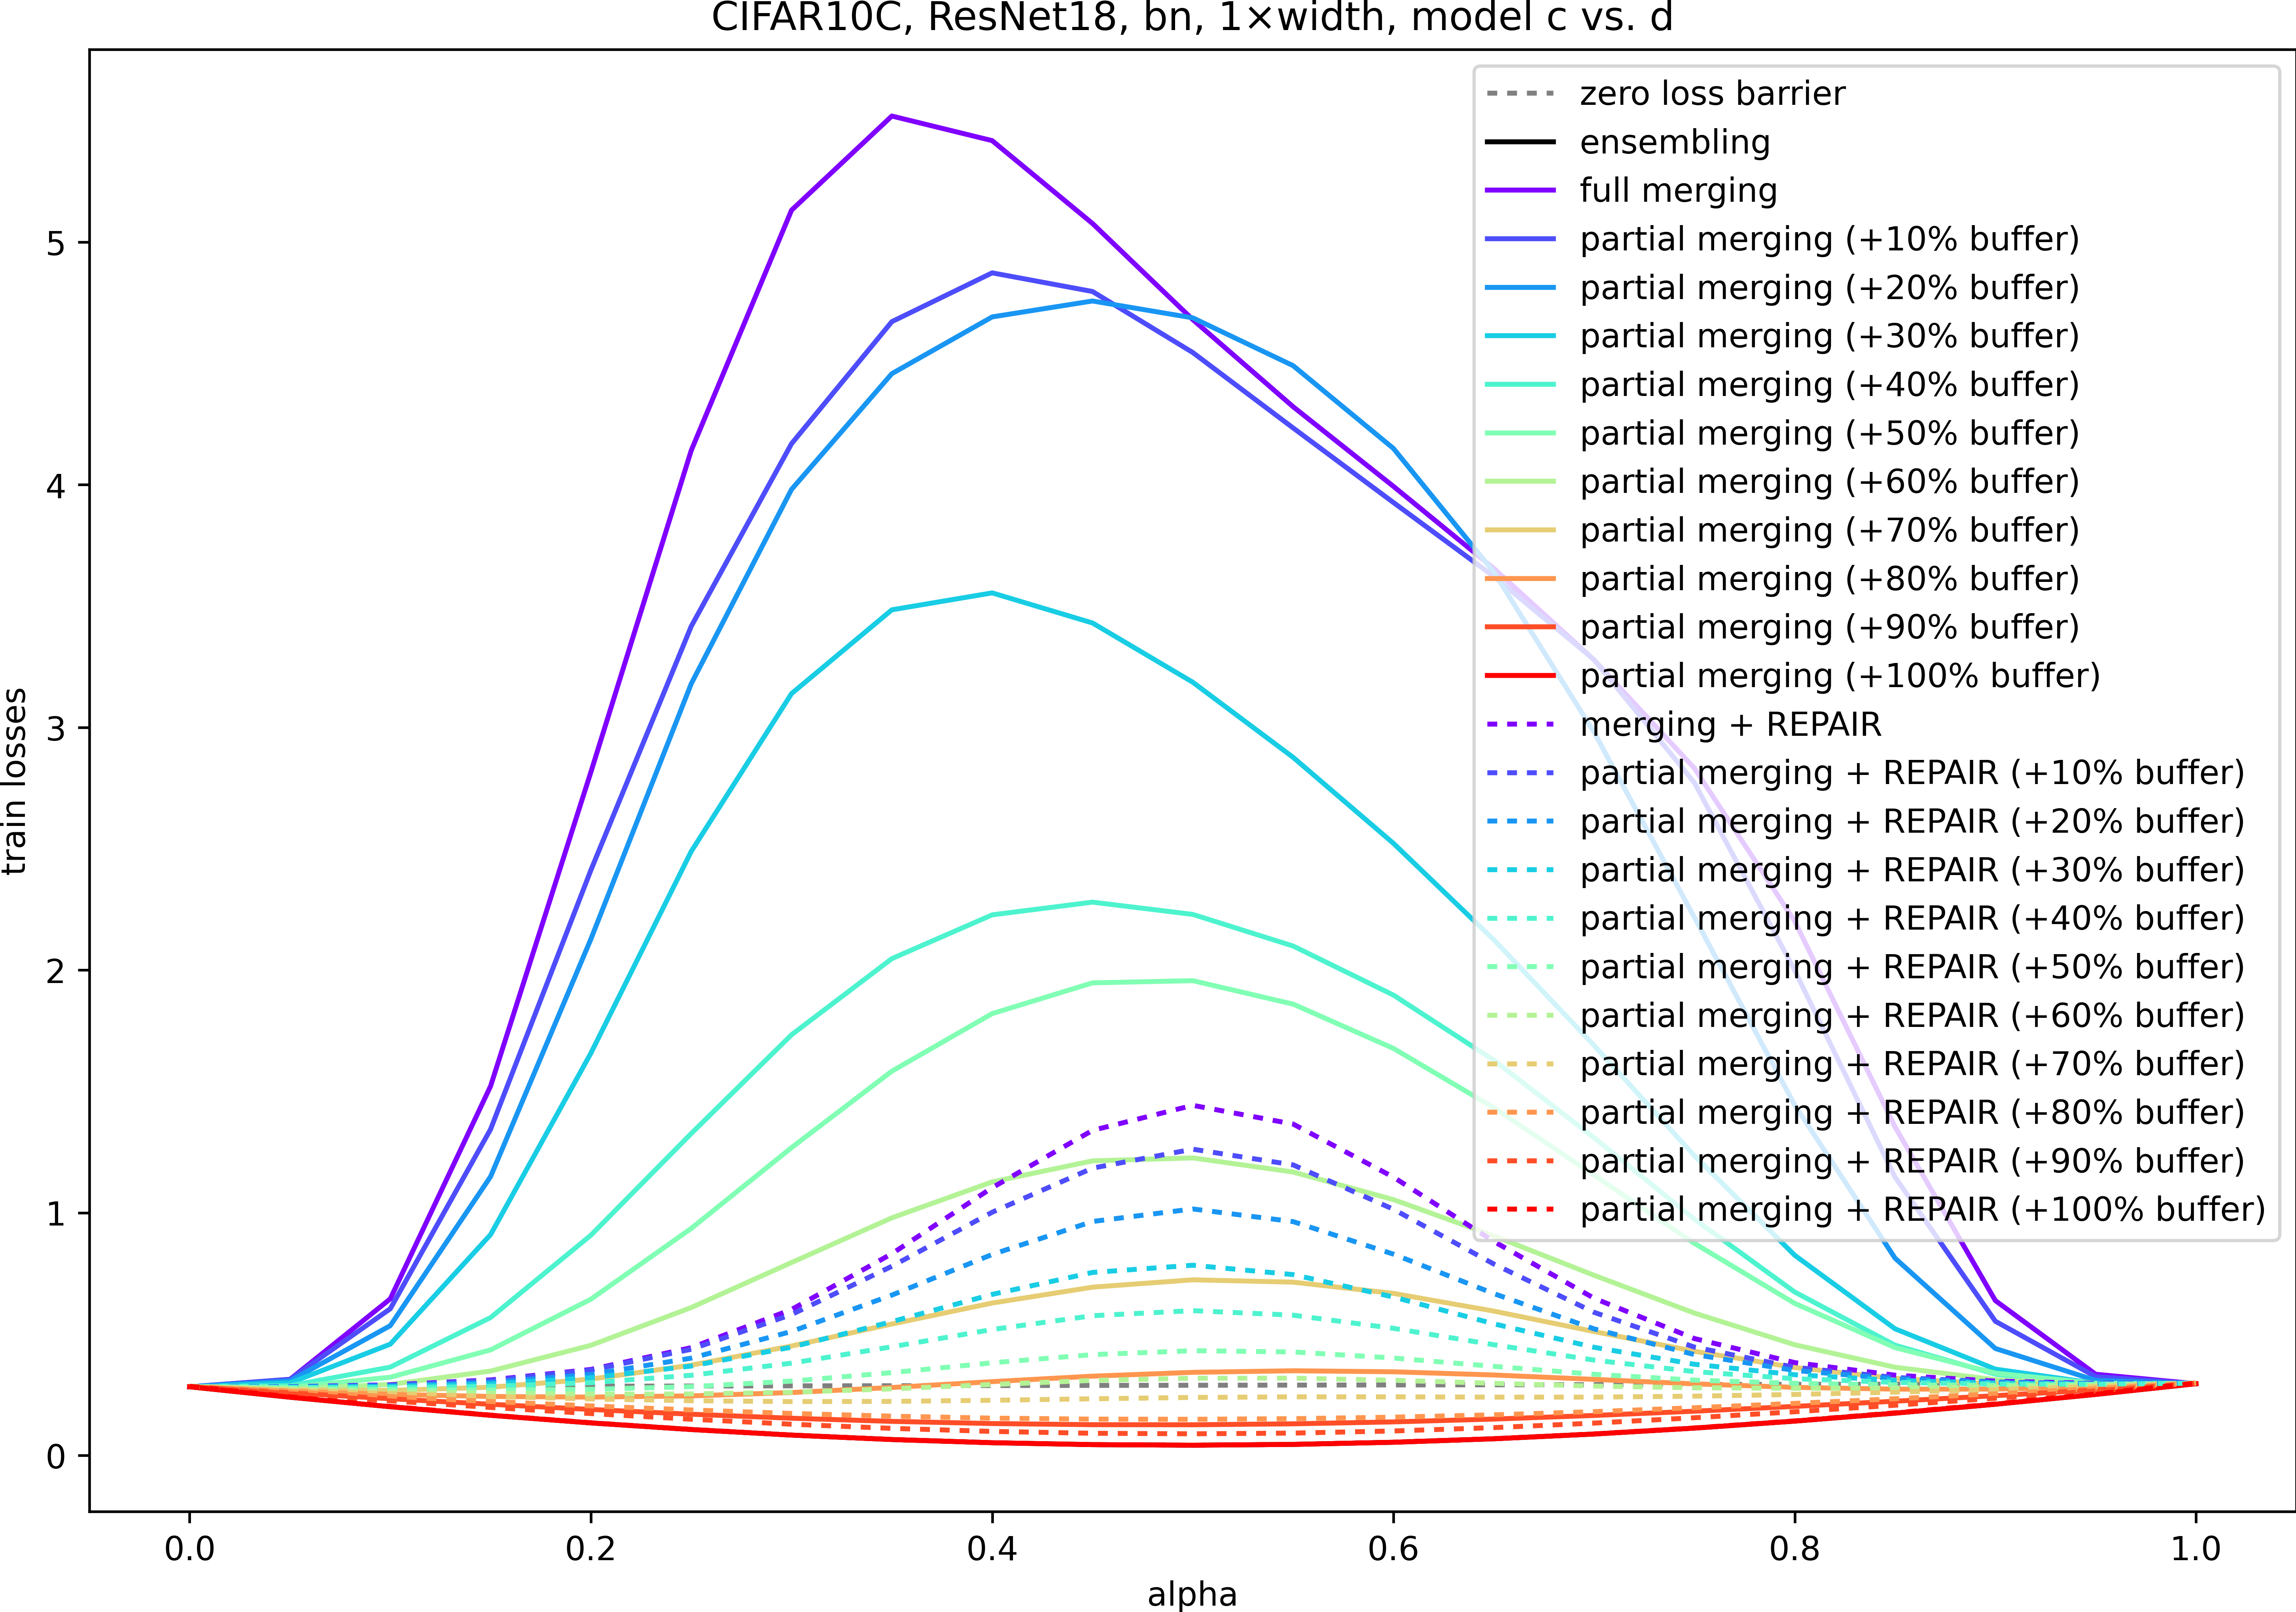 CIFAR10C, ResNet18, bn, 1×width, model c vs. d
zero loss barrier
ensembling
full merging
partial merging (+10% buffer)
partial merging (+20% buffer)
partial merging (+30% buffer)
partial merging (+40% buffer)
partial merging (+50% buffer)
partial merging (+60% buffer)
partial merging (+70% buffer)
partial merging (+80% buffer)
partial merging (+90% buffer)
partial merging (+100% buffer)
merging + REPAIR
partial merging + REPAIR (+10% buffer)
partial merging + REPAIR (+20% buffer)
partial merging + REPAIR (+30% buffer)
partial merging + REPAIR (+40% buffer)
partial merging + REPAIR (+50% buffer)
partial merging + REPAIR (+60% buffer)
partial merging + REPAIR (+70% buffer)
partial merging + REPAIR (+80% buffer)
partial merging + REPAIR (+90% buffer)
partial merging + REPAIR (+100% buffer)
train losses
5
4
3
2
1
0
0.0 0.2 0.4 0.6 0.8 1.0
alpha